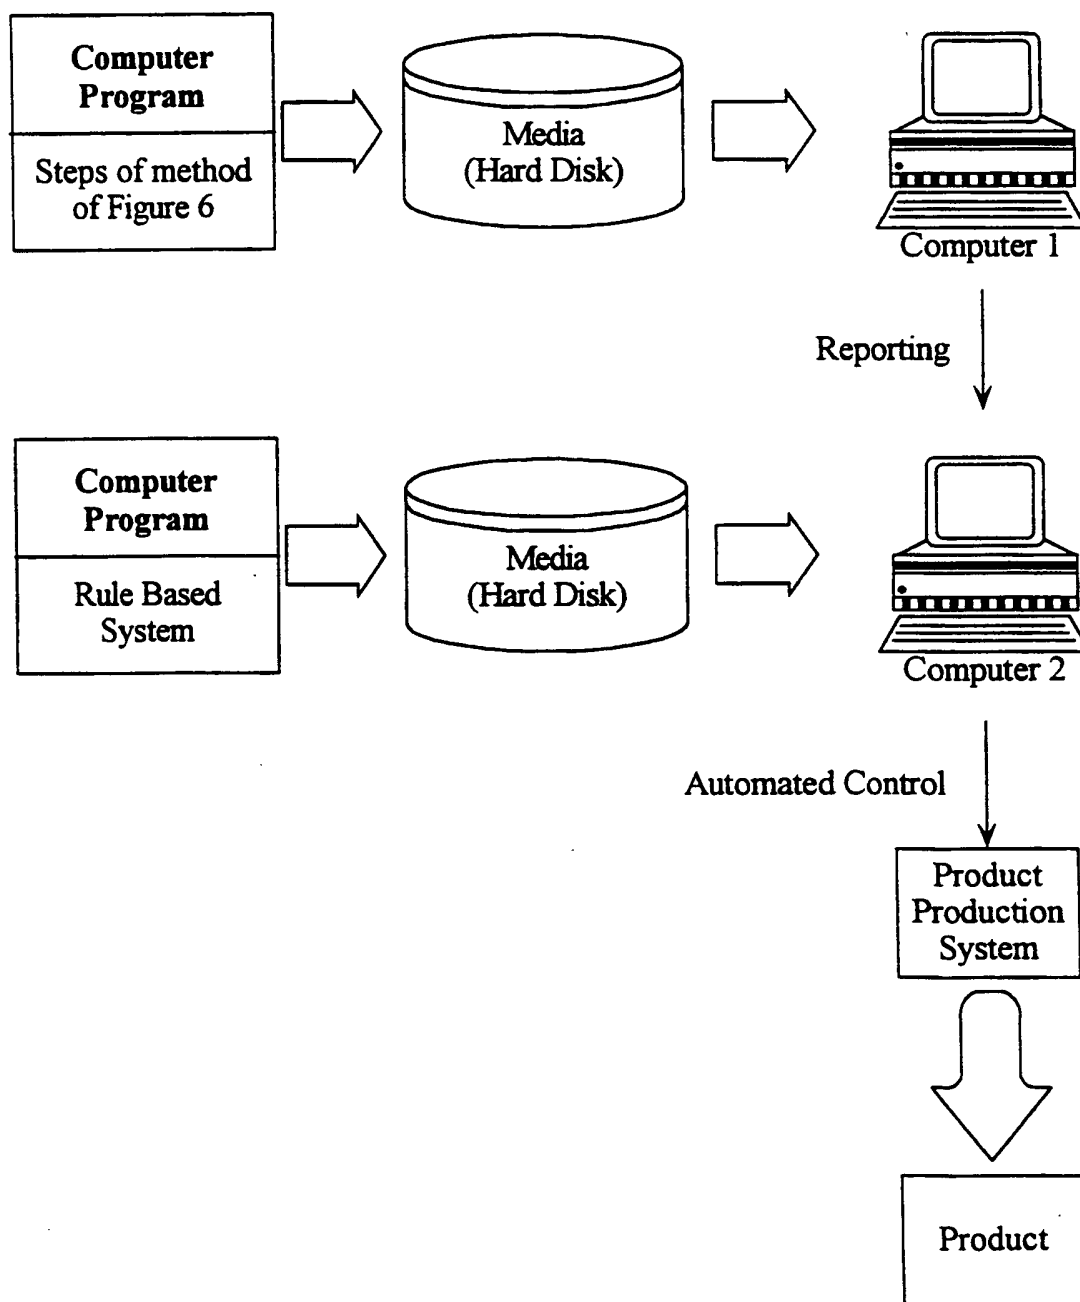 Computer
Program
Steps of method
of Figure 6
Media
(Hard Disk)
Computer 1
Reporting
Computer
Program
Rule Based
System
Media
(Hard Disk)
Computer 2
Automated Control
Product
Production
System
Product